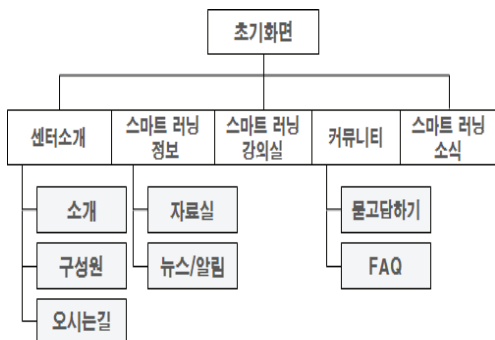 초기화면
센터소개
스마트 러닝
정보
스마트 러닝
강의실
커뮤니티
스마트 러닝
소식
소개
자료실
묻고답하기
구성원
뉴스/알림
FAQ
오시는길